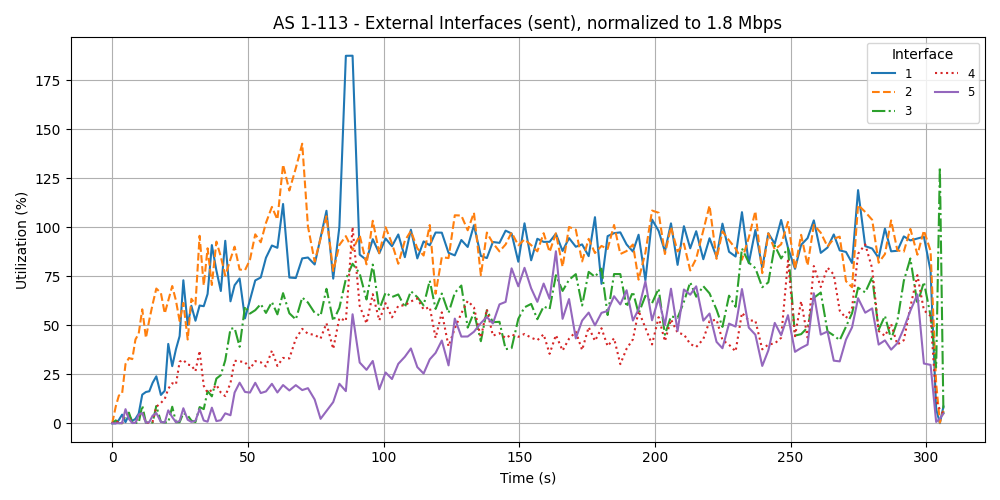 AS 1-113 - External Interfaces (sent), normalized to 1.8 Mbps
Utilization (%)
175
150
125
100
75
50
25
0
0 50 100 150 200 250 300
Time (s)
Interface
1 4
2 5
3